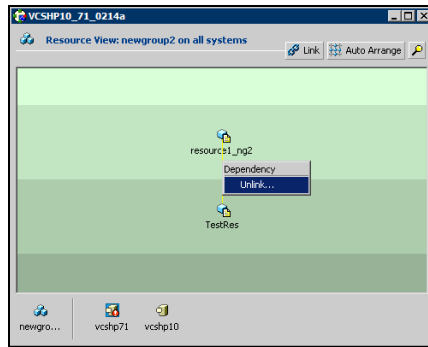 VCSHP10_71_0214a
Resource View: newgroup2 on all systems
Link
Auto Arrange
resource1_ng2
Dependency
Unlink...
TestRes
newgro...
vcshp71
vcshp10